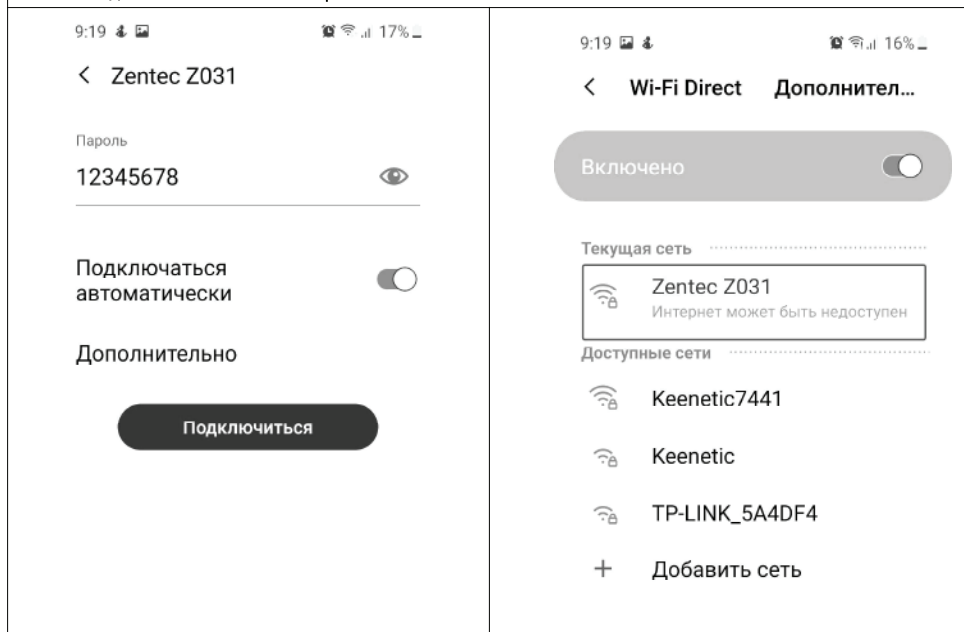 9:19 17%
Zentec Z031
Пароль
12345678
Подключаться
автоматически
Дополнительно
Подключиться
9:19 16%
Wi-Fi Direct Дополнител...
Включено
Текущая сеть
Zentec Z031
Интернет может быть недоступен
Доступные сети
Keenetic7441
Keenetic
TP-LINK_5A4DF4
+ Добавить сеть